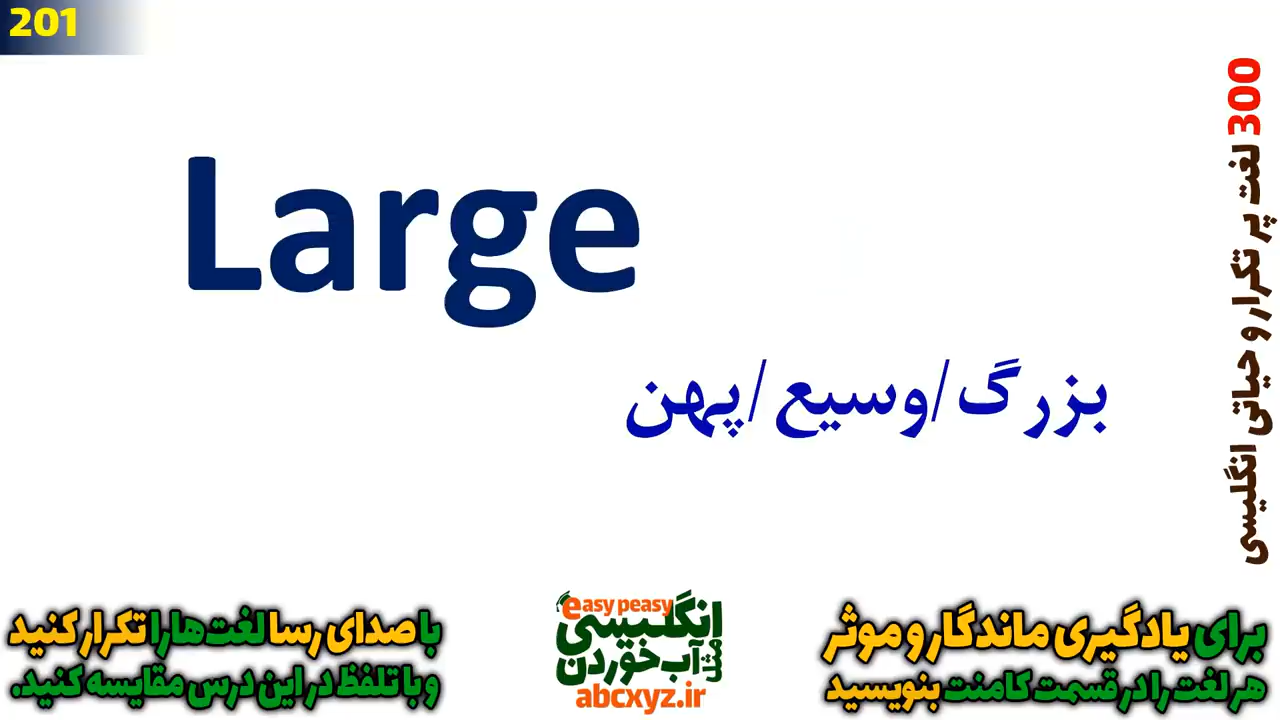 201
Large
بزرگ/وسیع/پهن
300 لغت پر تکرار و حیاتی انگلیسی
با صدای رسا لغت‌ها را تکرار کنید
و با تلفظ در این درس مقایسه کنید.
easy peasy
انگلیسی
مثل آب خوردن
abcxyz.ir
برای یادگیری ماندگار و موثر
هر لغت را در قسمت کامنت بنویسید